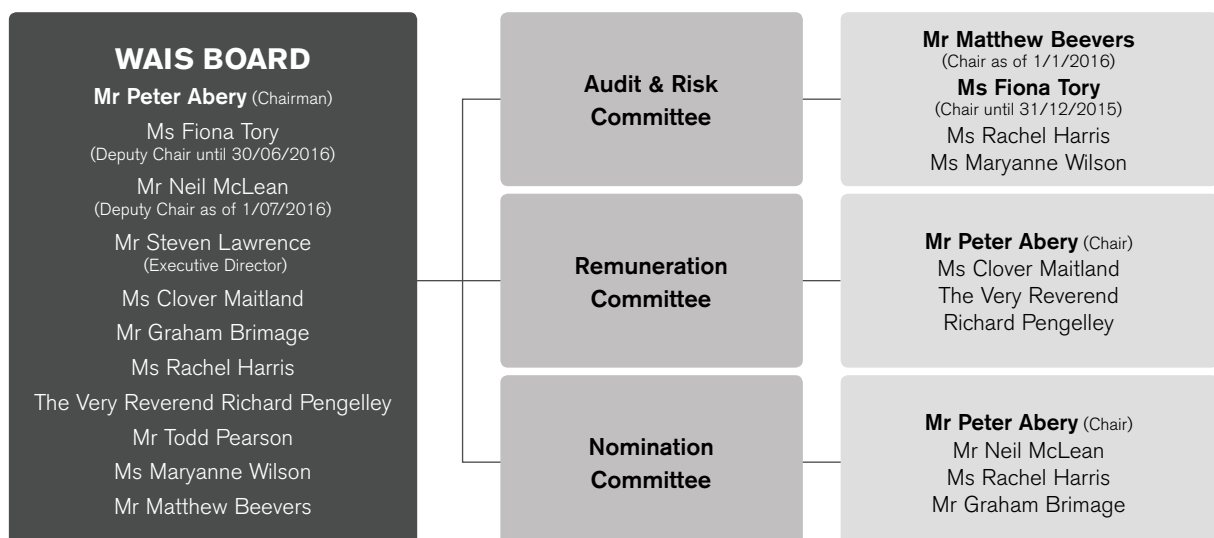 WAIS BOARD
Mr Peter Abery (Chairman)
Ms Fiona Tory
(Deputy Chair until 30/06/2016)
Mr Neil McLean
(Deputy Chair as of 1/07/2016)
Mr Steven Lawrence
(Executive Director)
Ms Clover Maitland
Mr Graham Brimage
Ms Rachel Harris
The Very Reverend Richard Pengelley
Mr Todd Pearson
Ms Maryanne Wilson
Mr Matthew Beevers
Audit & Risk
Committee
Mr Matthew Beevers
(Chair as of 1/1/2016)
Ms Fiona Tory
(Chair until 31/12/2015)
Ms Rachel Harris
Ms Maryanne Wilson
Remuneration
Committee
Mr Peter Abery (Chair)
Ms Clover Maitland
The Very Reverend
Richard Pengelley
Nomination
Committee
Mr Peter Abery (Chair)
Mr Neil McLean
Ms Rachel Harris
Mr Graham Brimage